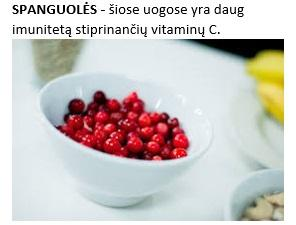 SPANGUOLĖS - šiose uogose yra daug
imunitetą stiprinančių vitaminų C.